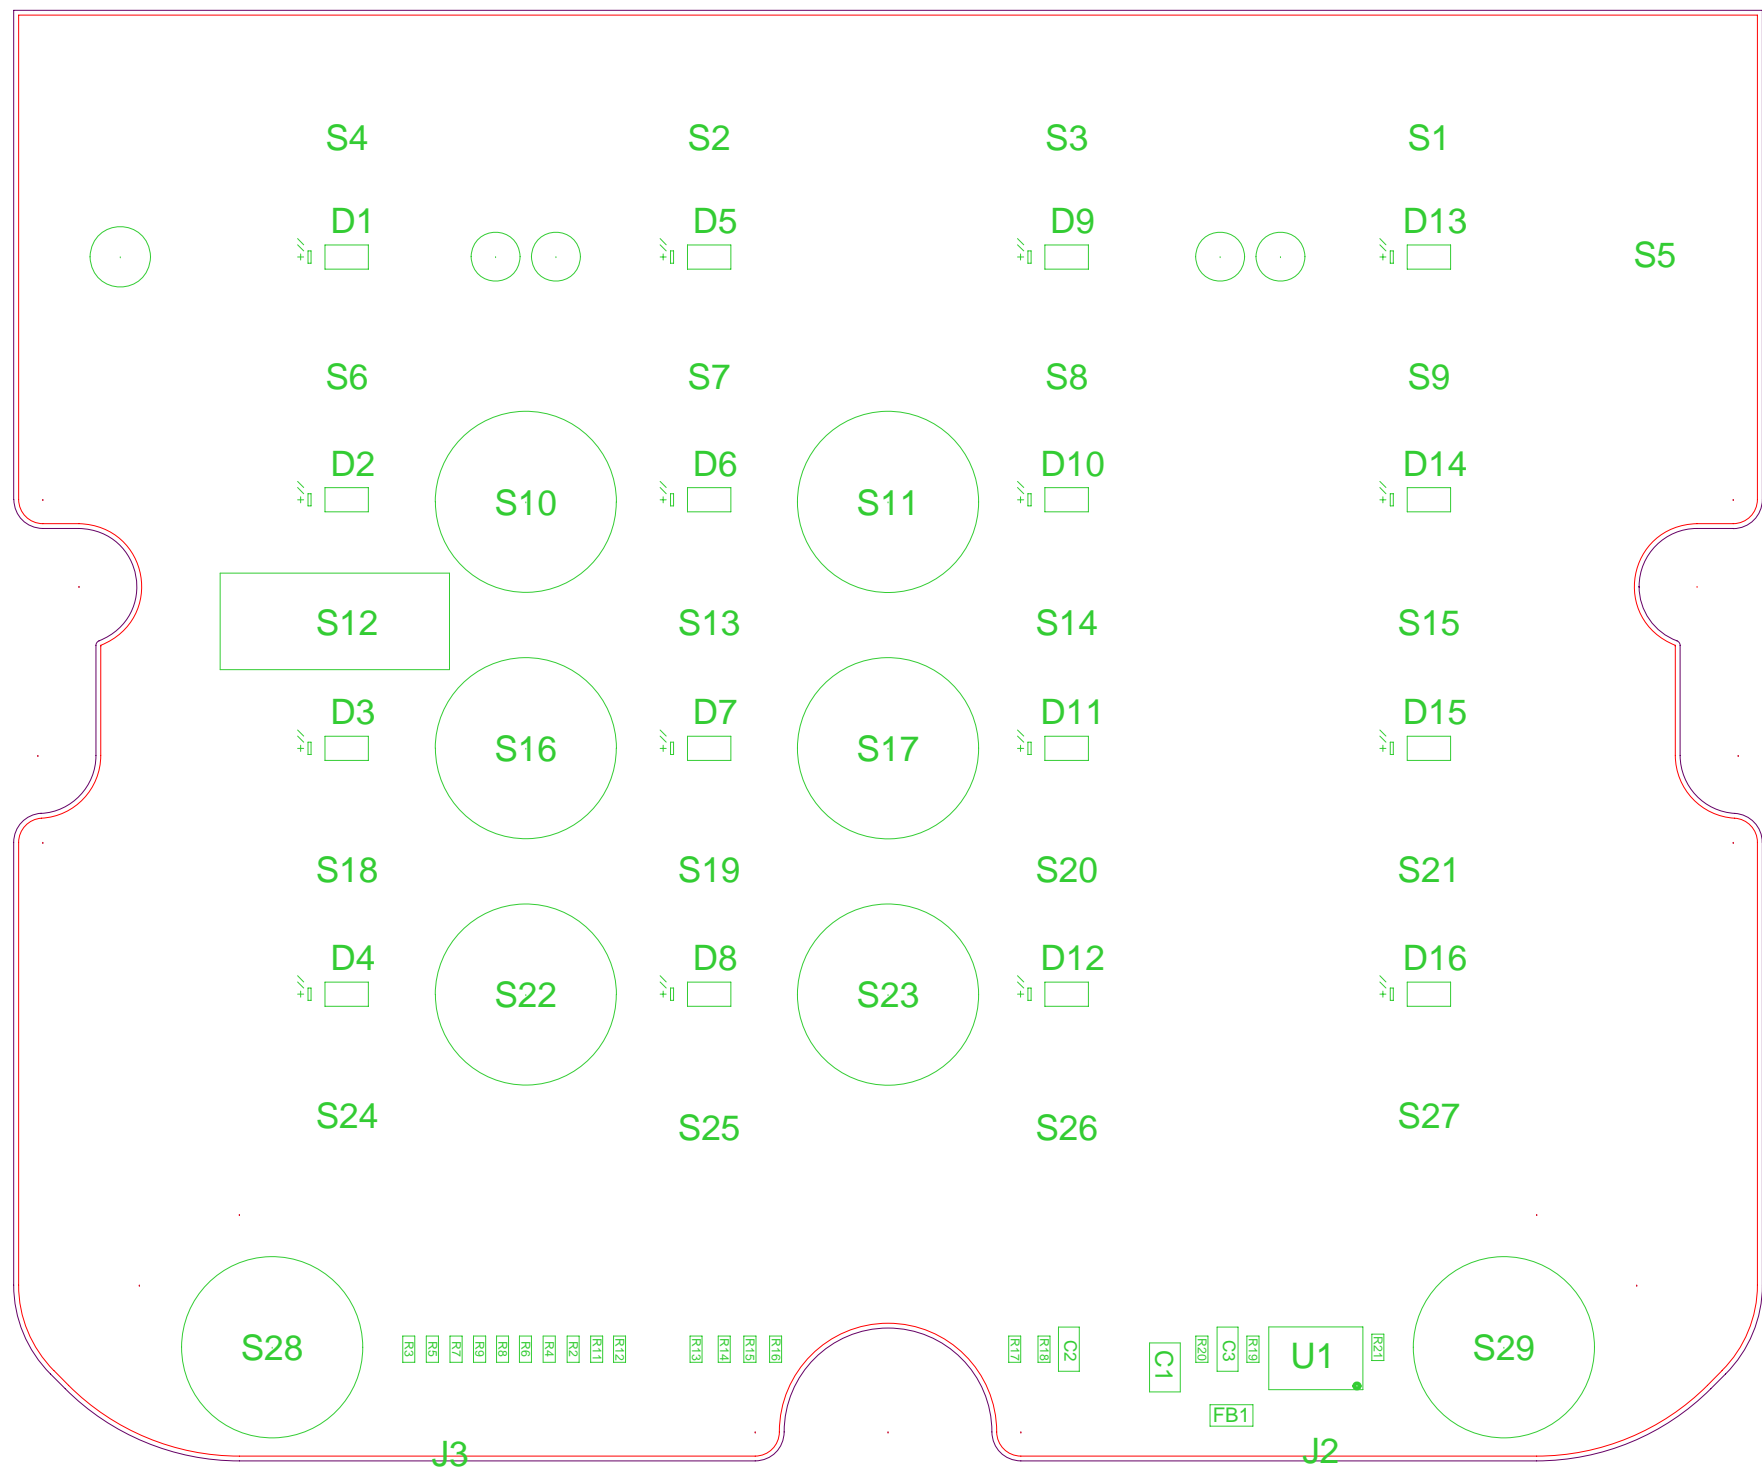 S4 S2 S3 S1
D1 D5 D9 D13
S5
S6 S7 S8 S9
D2 D6 D10 D14
S10 S11
S12 S13 S14 S15
D3 D7 D11 D15
S16 S17
S18 S19 S20 S21
D4 D8 D12 D16
S22 S23
S24 S25 S26 S27
S28 R3 R5 R7 R9 R8 R6 R4 R2 R11 R12 R13 R14 R15 R16 R17 R18 C2 C1 R20 C3 R19 U1 R21 S29
FB1
J3 J2